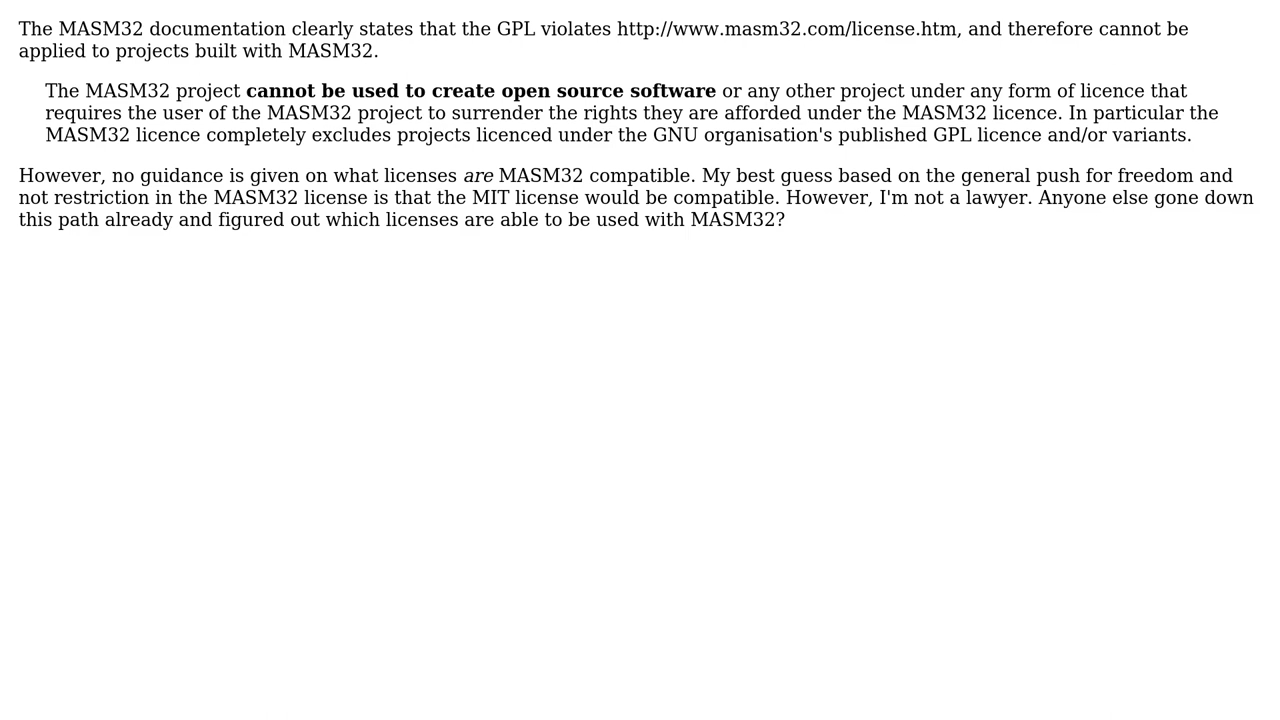 The MASM32 documentation clearly states that the GPL violates http://www.masm32.com/license.htm, and therefore cannot be
applied to projects built with MASM32.
The MASM32 project cannot be used to create open source software or any other project under any form of licence that
requires the user of the MASM32 project to surrender the rights they are afforded under the MASM32 licence. In particular the
MASM32 licence completely excludes projects licenced under the GNU organisation's published GPL licence and/or variants.
However, no guidance is given on what licenses are MASM32 compatible. My best guess based on the general push for freedom and
not restriction in the MASM32 license is that the MIT license would be compatible. However, I'm not a lawyer. Anyone else gone down
this path already and figured out which licenses are able to be used with MASM32?